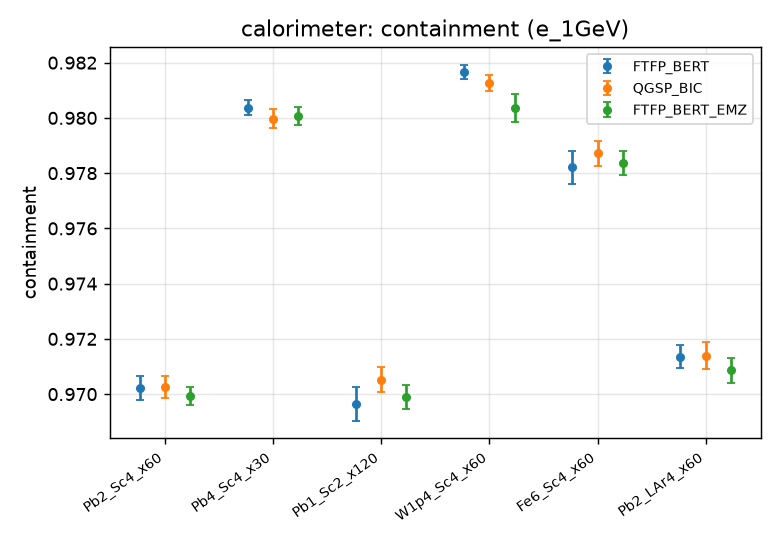 calorimeter: containment (e_1GeV)
containment
0.982
0.980
0.978
0.976
0.974
0.972
0.970
FTFP_BERT
QGSP_BIC
FTFP_BERT_EMZ
Pb2_Sc4_x60
Pb4_Sc4_x30
Pb1_Sc2_x120
W1p4_Sc4_x60
Fe6_Sc4_x60
Pb2_LAr4_x60